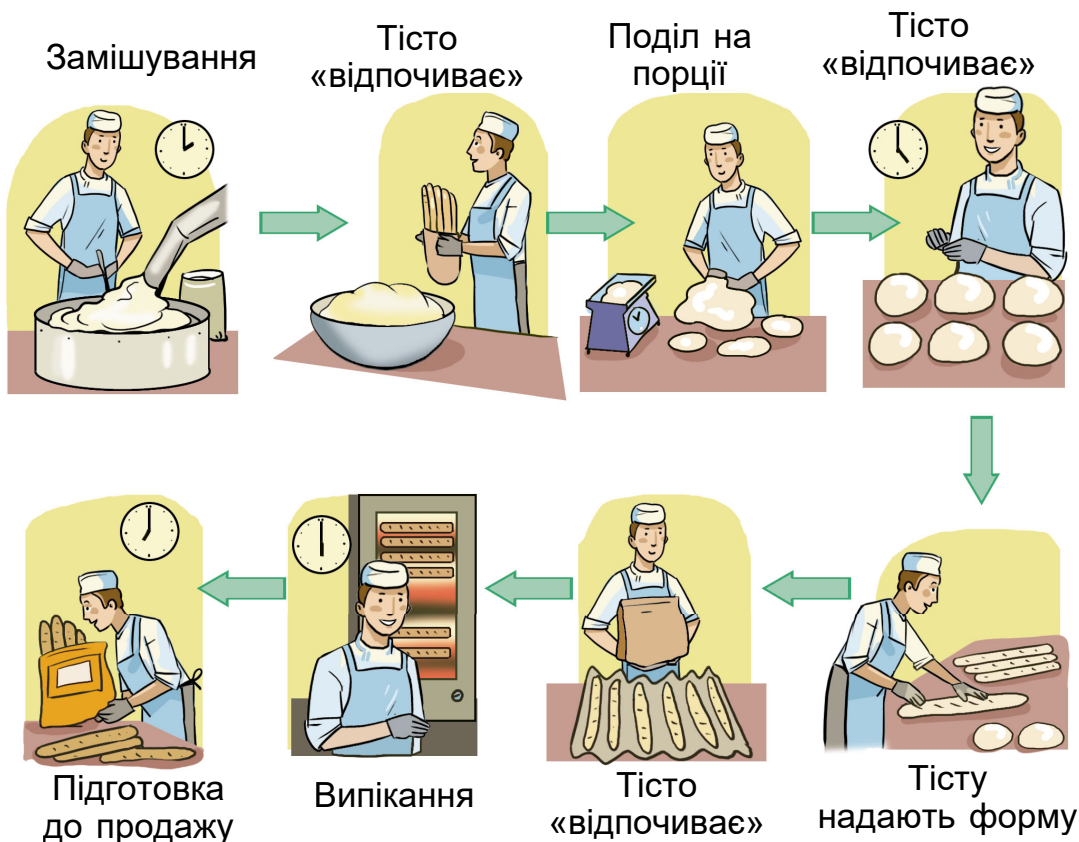 Замішування
Тісто
«відпочиває»
Поділ на
порції
Тісто
«відпочиває»
Тісту
надають форму
Тісто
«відпочиває»
Випікання
Підготовка
до продажу